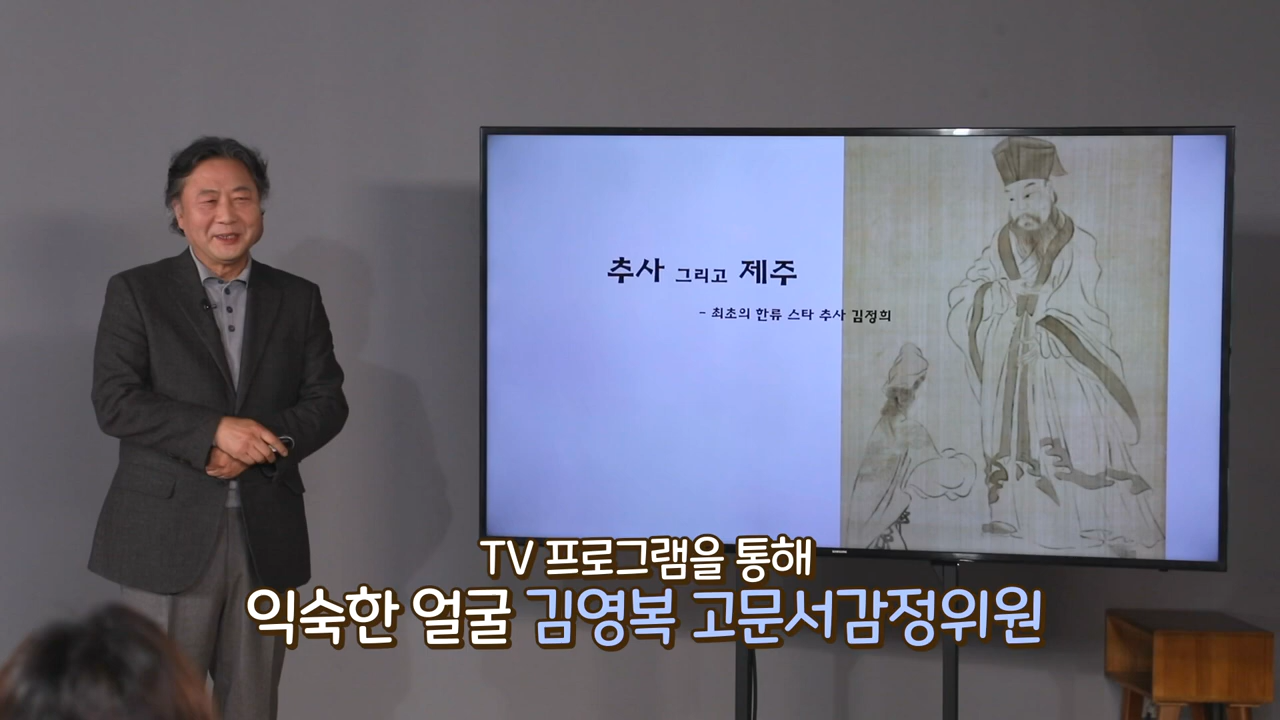 추사 그리고 제주
- 최초의 한류 스타 추사 김정희
SAMSUNG
TV 프로그램을 통해
익숙한 얼굴 김영복 고문서감정위원